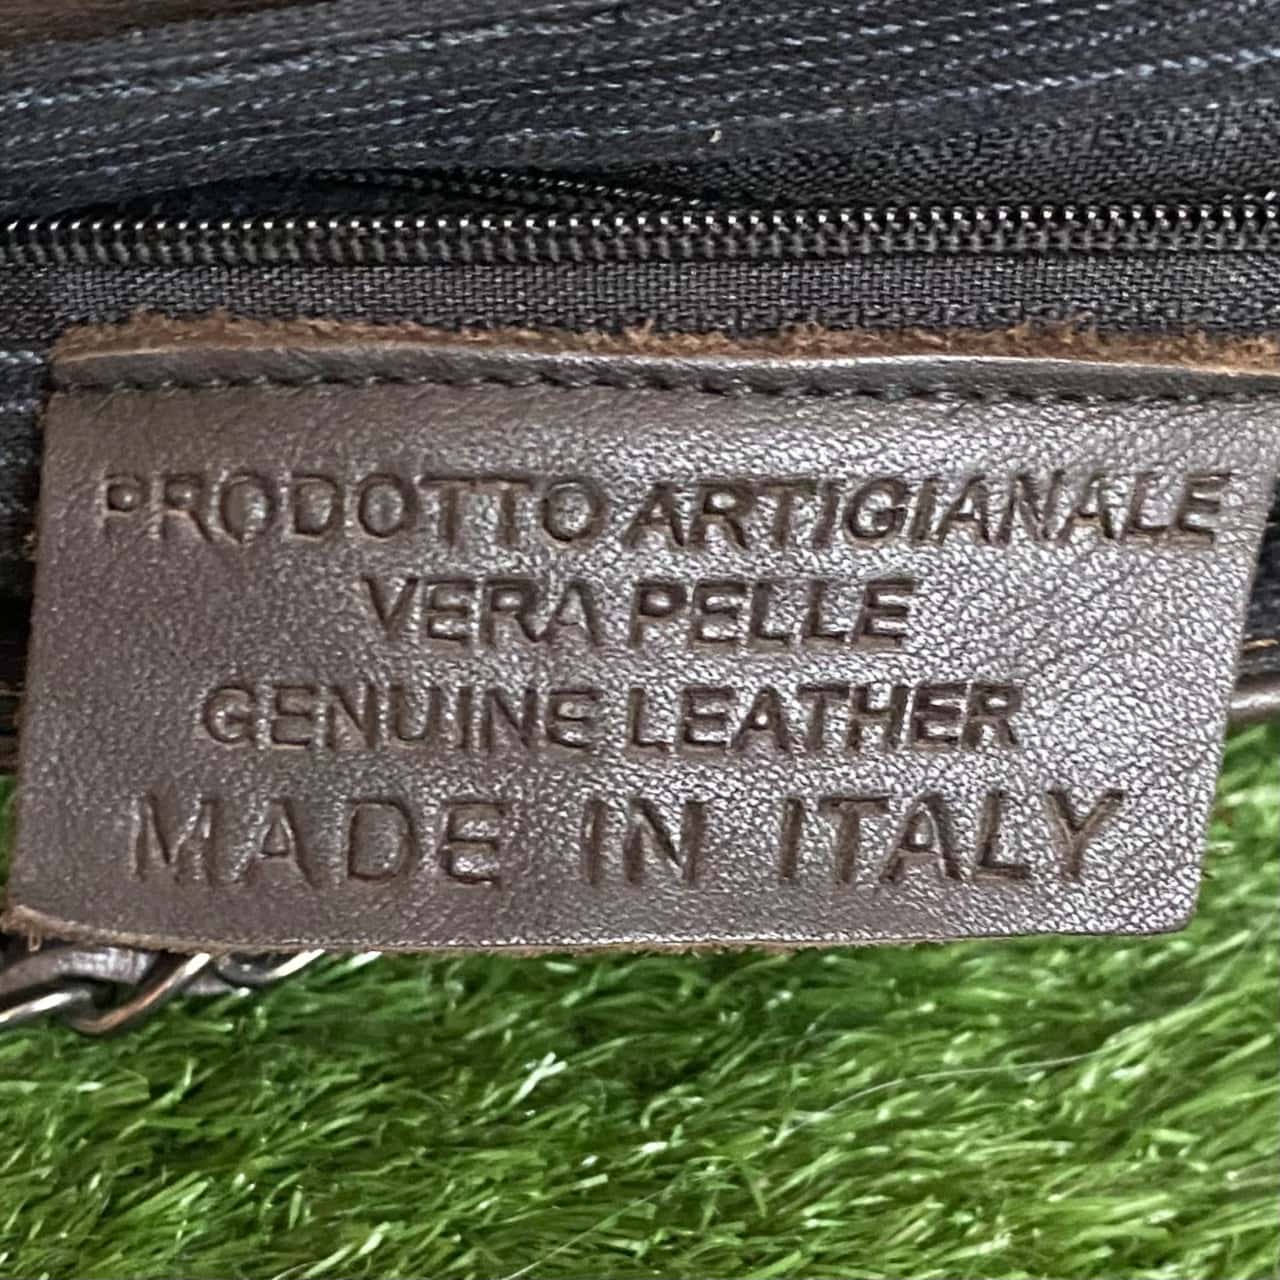 PRODOTTO ARTIGIANALE
VERA PELLE
GENUINE LEATHER
MADE IN ITALY